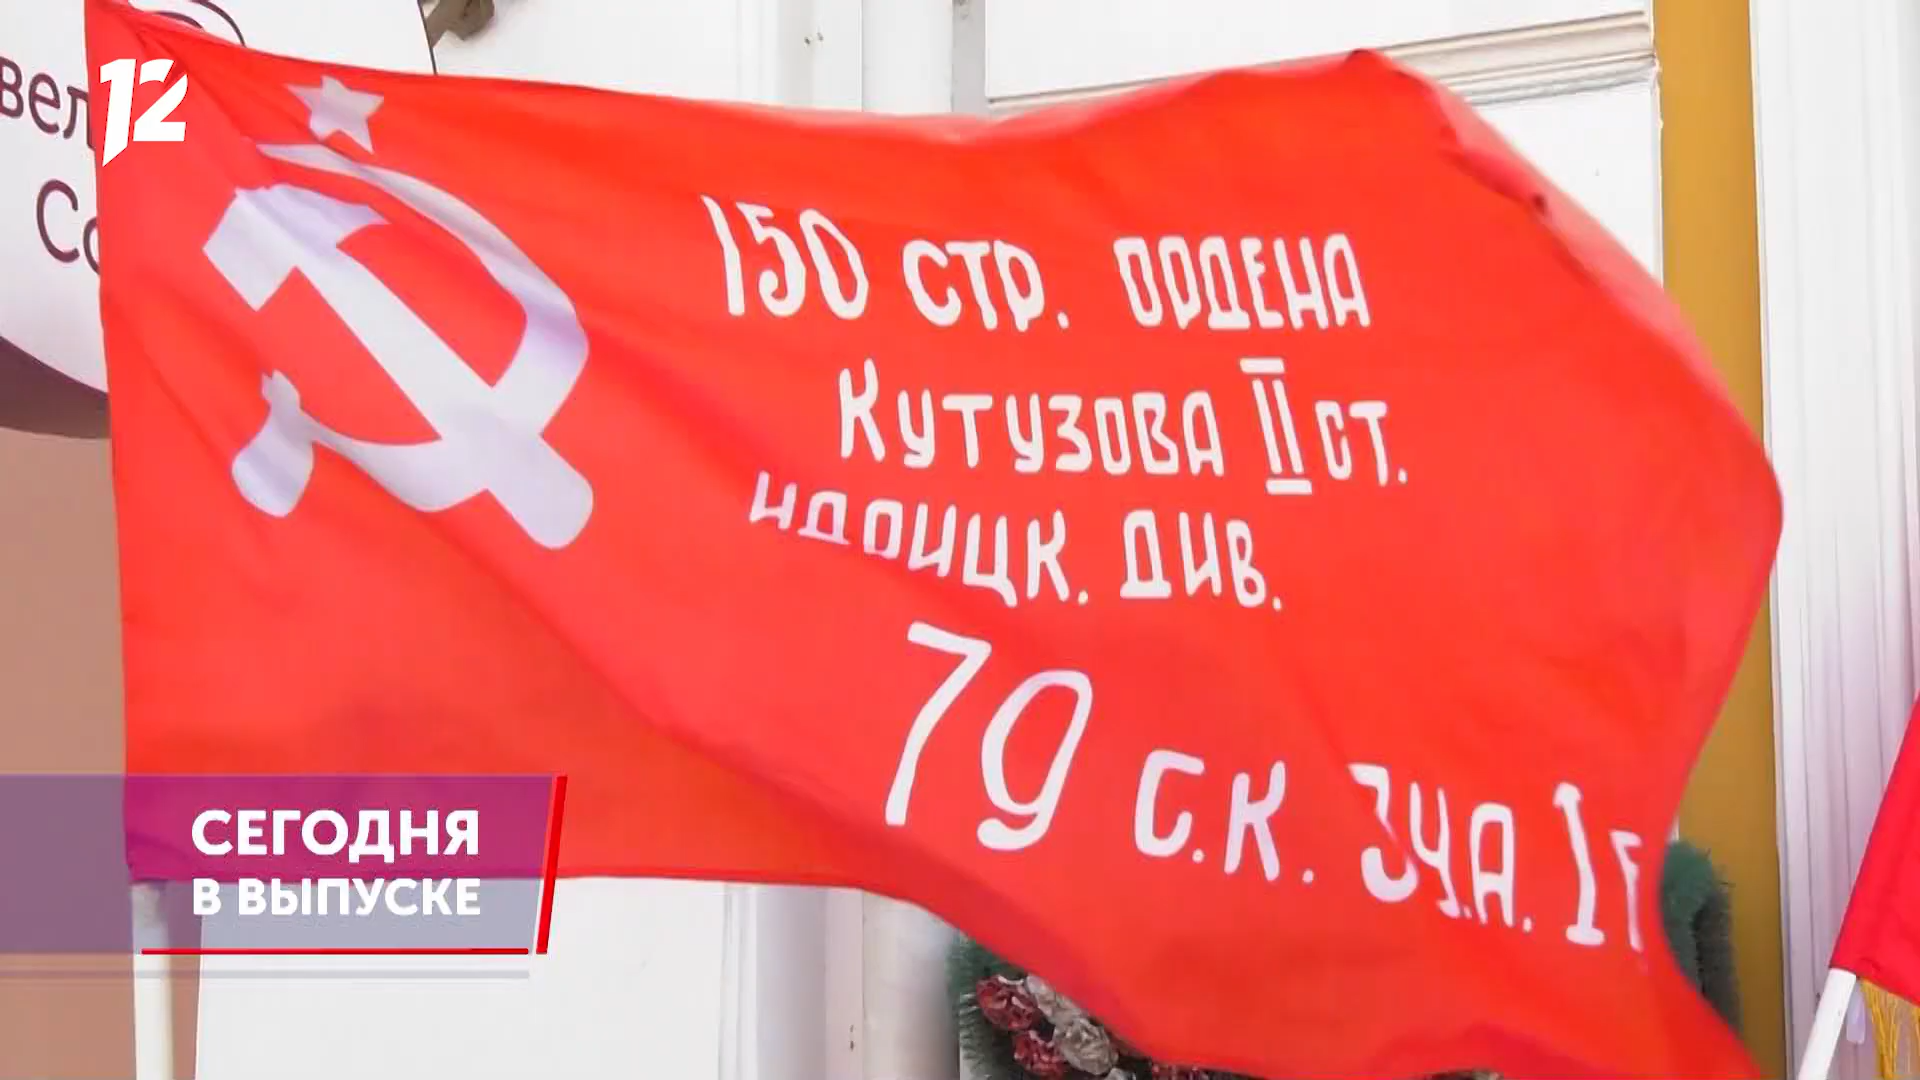 12
150 СТР. ОРДЕНА
КУТУЗОВА II СТ.
ИДРИЦК. ДИВ.
79 С.К. 3 У.А. 1
СЕГОДНЯ
В ВЫПУСКЕ